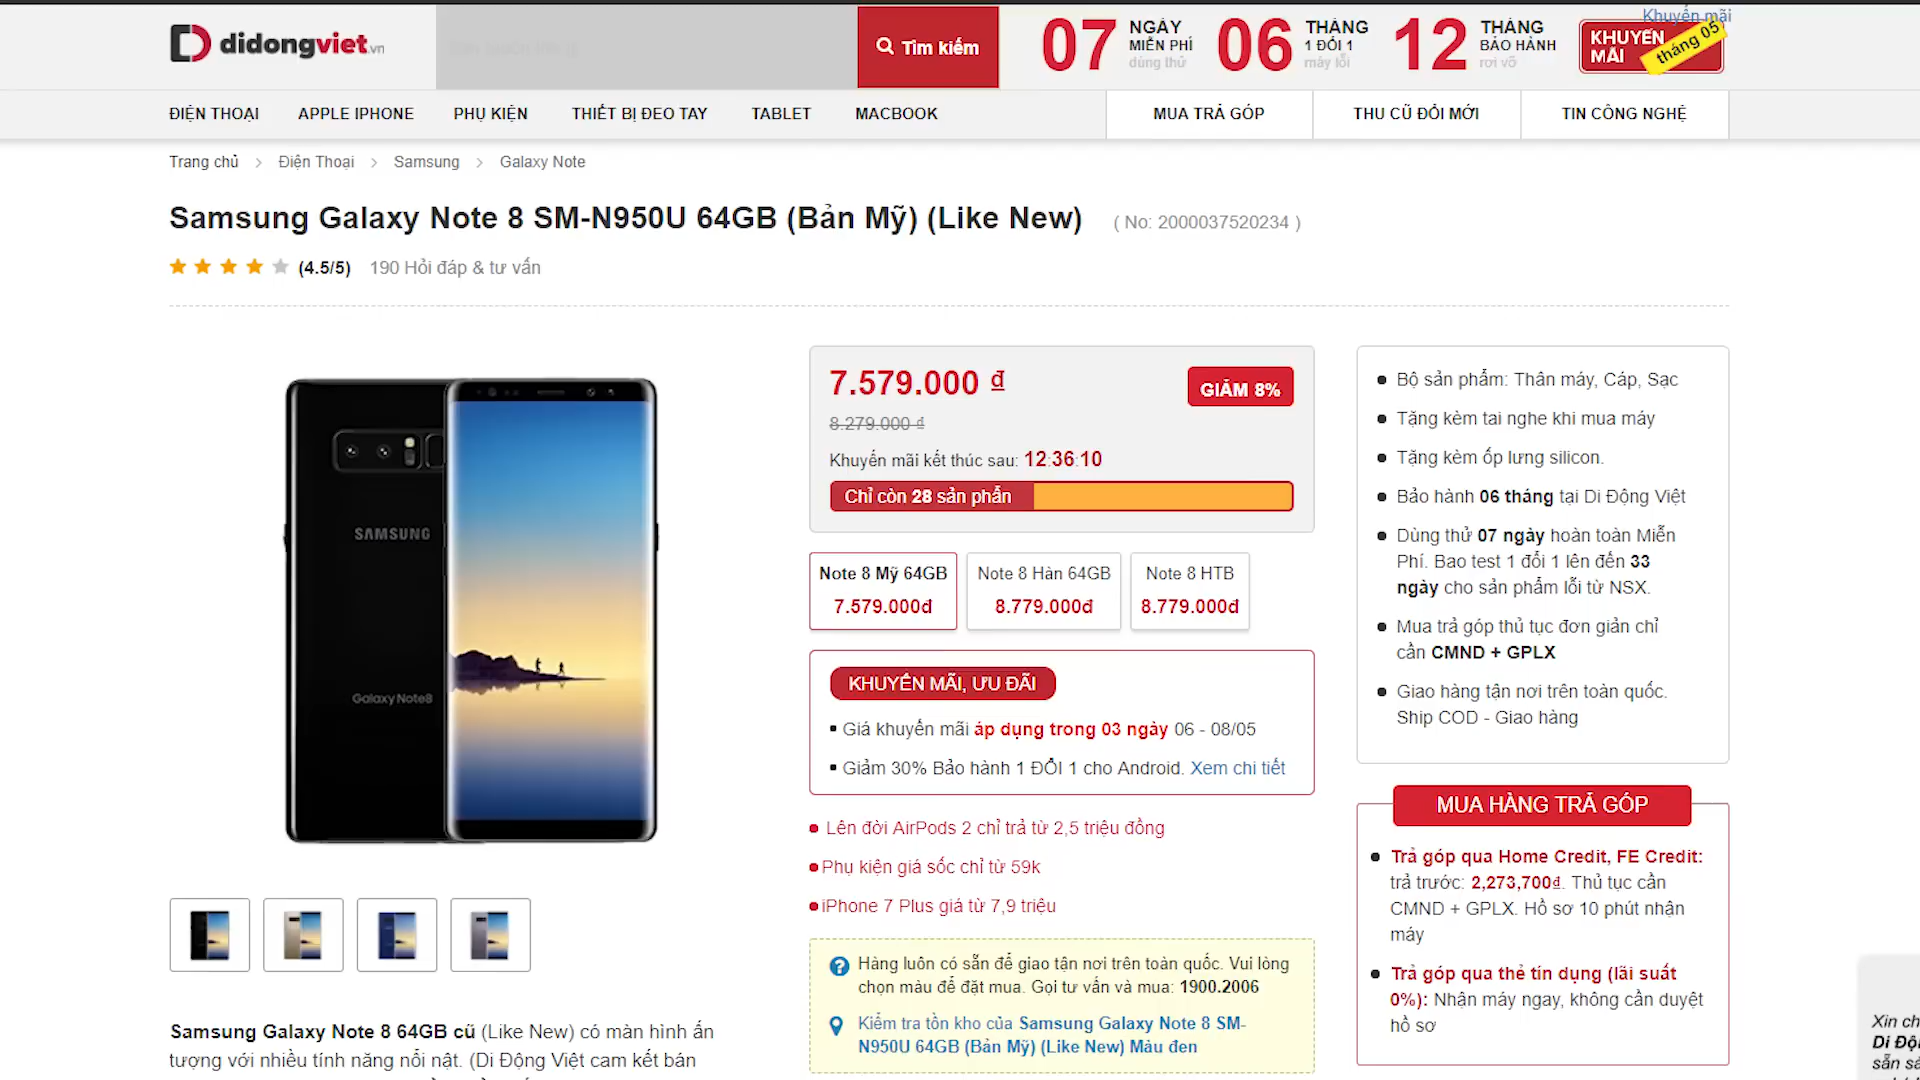 didongviet.vn
Tìm kiếm
07 NGÀY MIỄN PHÍ dùng thử
06 THÁNG 1 ĐỔI 1 máy lỗi
12 THÁNG BẢO HÀNH rơi vỡ
Khuyến mãi
KHUYẾN MÃI tháng 05
ĐIỆN THOẠI APPLE IPHONE PHỤ KIỆN THIẾT BỊ ĐEO TAY TABLET MACBOOK MUA TRẢ GÓP THU CŨ ĐỔI MỚI TIN CÔNG NGHỆ
Trang chủ > Điện Thoại > Samsung > Galaxy Note
Samsung Galaxy Note 8 SM-N950U 64GB (Bản Mỹ) (Like New) ( No: 2000037520234 )
(4.5/5) 190 Hỏi đáp & tư vấn
SAMSUNG
Galaxy Note8
Samsung Galaxy Note 8 64GB cũ (Like New) có màn hình ấn
tượng với nhiều tính năng nổi nật. (Di Động Việt cam kết bán
7.579.000 ₫
GIẢM 8%
8.279.000 ₫
Khuyến mãi kết thúc sau: 12:36:10
Chỉ còn 28 sản phẩn
Note 8 Mỹ 64GB
7.579.000đ
Note 8 Hàn 64GB
8.779.000đ
Note 8 HTB
8.779.000đ
KHUYẾN MÃI, ƯU ĐÃI
▪ Giá khuyến mãi áp dụng trong 03 ngày 06 - 08/05
▪ Giảm 30% Bảo hành 1 ĐỔI 1 cho Android. Xem chi tiết
● Lên đời AirPods 2 chỉ trả từ 2,5 triệu đồng
● Phụ kiện giá sốc chỉ từ 59k
● iPhone 7 Plus giá từ 7,9 triệu
Hàng luôn có sẵn để giao tận nơi trên toàn quốc. Vui lòng
chọn màu để đặt mua. Gọi tư vấn và mua: 1900.2006
Kiểm tra tồn kho của Samsung Galaxy Note 8 SM-
N950U 64GB (Bản Mỹ) (Like New) Màu đen
● Bộ sản phẩm: Thân máy, Cáp, Sạc
● Tặng kèm tai nghe khi mua máy
● Tặng kèm ốp lưng silicon.
● Bảo hành 06 tháng tại Di Động Việt
● Dùng thử 07 ngày hoàn toàn Miễn
Phí. Bao test 1 đổi 1 lên đến 33
ngày cho sản phẩm lỗi từ NSX.
● Mua trả góp thủ tục đơn giản chỉ
cần CMND + GPLX
● Giao hàng tận nơi trên toàn quốc.
Ship COD - Giao hàng
MUA HÀNG TRẢ GÓP
● Trả góp qua Home Credit, FE Credit:
trả trước: 2,273,700₫. Thủ tục cần
CMND + GPLX. Hồ sơ 10 phút nhận
máy
● Trả góp qua thẻ tín dụng (lãi suất
0%): Nhận máy ngay, không cần duyệt
hồ sơ
Xin ch
Di Độ
sẵn sà